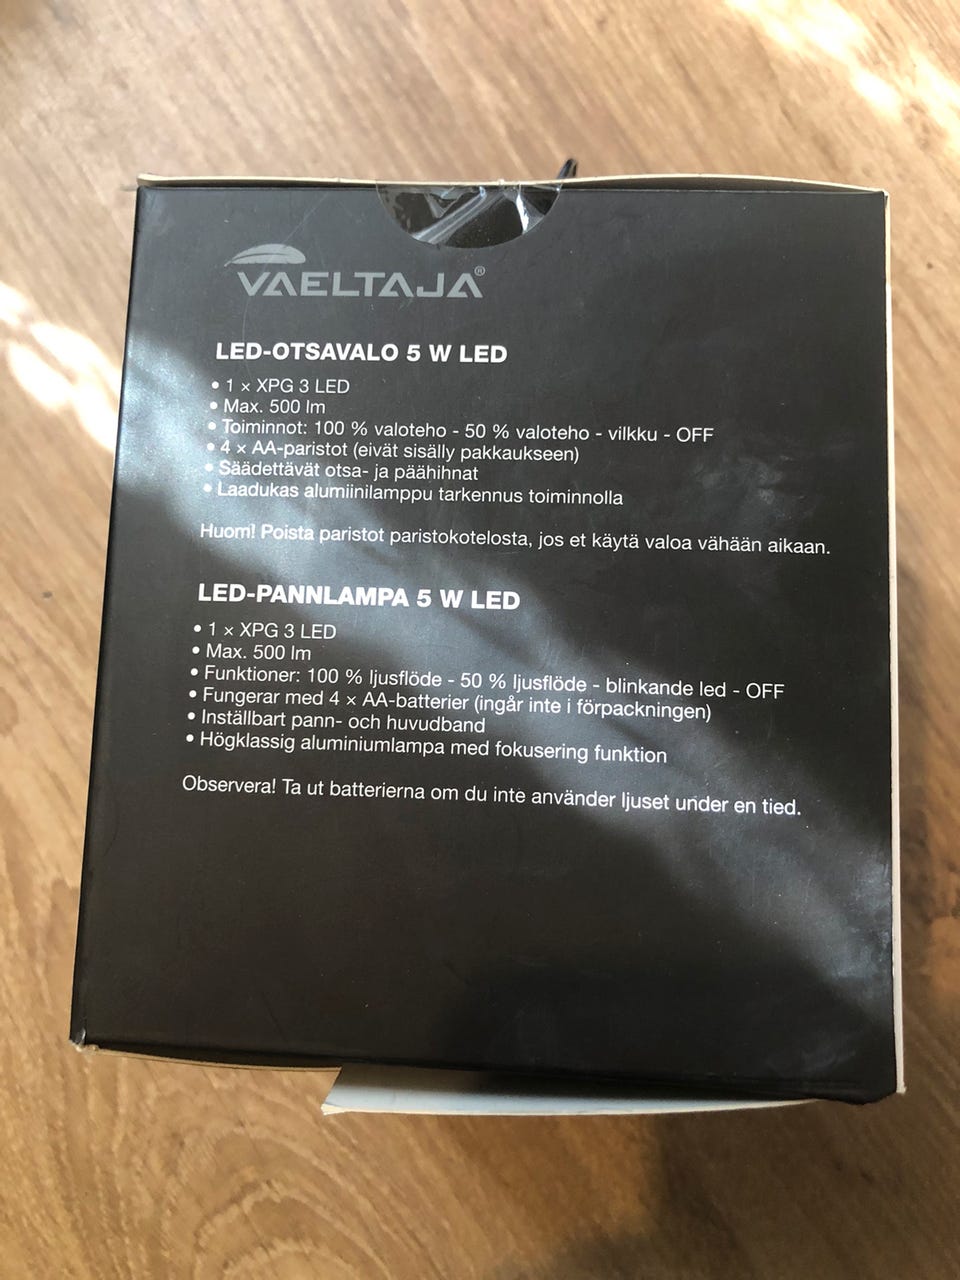 VAELTAJA®
LED-OTSAVALO 5 W LED
• 1 × XPG 3 LED
• Max. 500 lm
• Toiminnot: 100 % valoteho - 50 % valoteho - vilkku - OFF
• 4 × AA-paristot (eivät sisälly pakkaukseen)
• Säädettävät otsa- ja päähihnat
• Laadukas alumiinilamppu tarkennus toiminnolla
Huom! Poista paristot paristokotelosta, jos et käytä valoa vähään aikaan.
LED-PANNLAMPA 5 W LED
• 1 × XPG 3 LED
• Max. 500 lm
• Funktioner: 100 % ljusflöde - 50 % ljusflöde - blinkande led - OFF
• Fungerar med 4 × AA-batterier (ingår inte i förpackningen)
• Inställbart pann- och huvudband
• Högklassig aluminiumlampa med fokusering funktion
Observera! Ta ut batterierna om du inte använder ljuset under en tied.